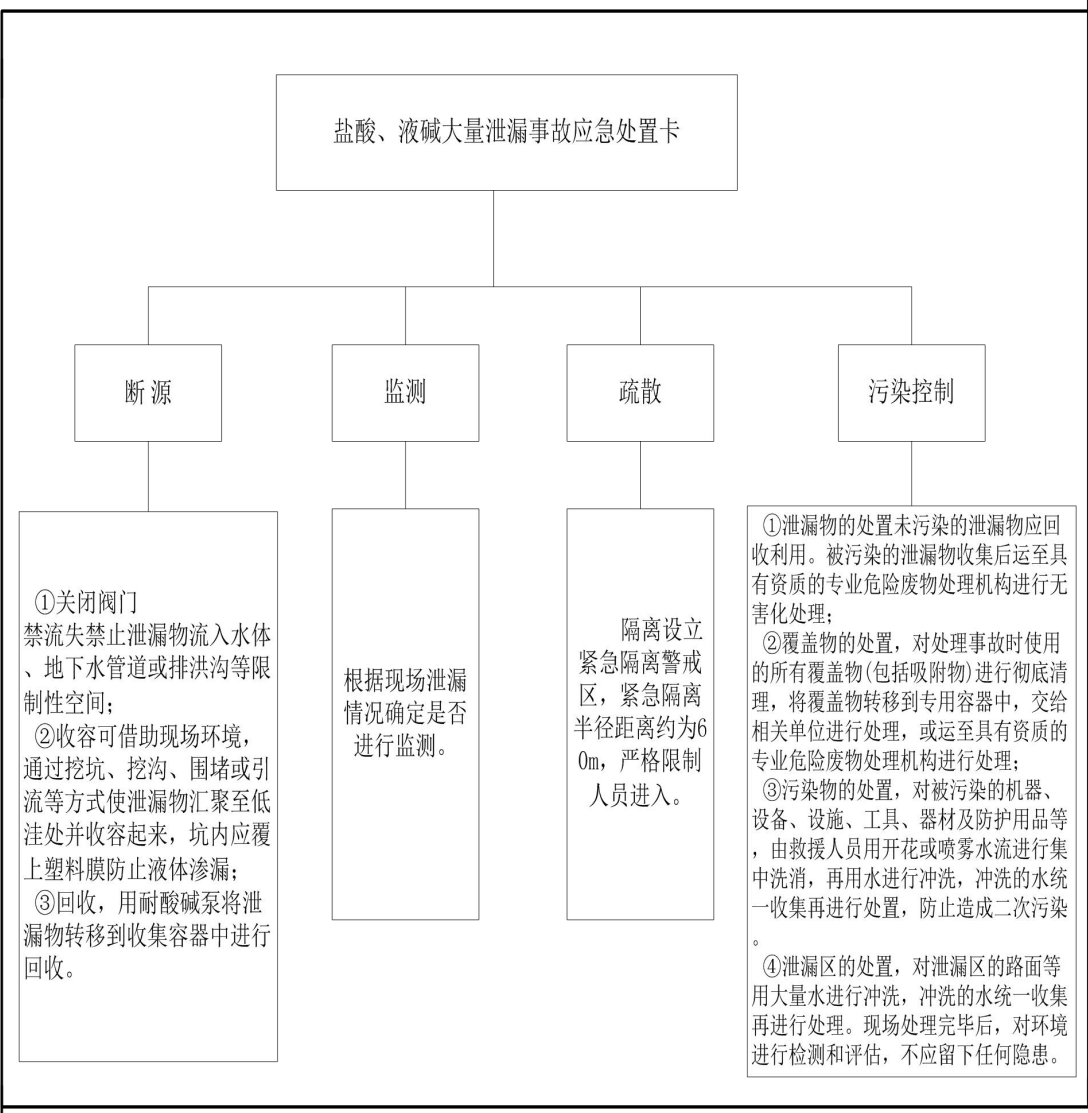 盐酸、液碱大量泄漏事故应急处置卡
断 源
监测
疏散
污染控制
①关闭阀门
禁流失禁止泄漏物流入水体
、地下水管道或排洪沟等限
制性空间；
②收容可借助现场环境，
通过挖坑、挖沟、围堵或引
流等方式使泄漏物汇聚至低
洼处并收容起来，坑内应覆
上塑料膜防止液体渗漏；
③回收，用耐酸碱泵将泄
漏物转移到收集容器中进行
回收。
根据现场泄漏
情况确定是否
进行监测。
隔离设立
紧急隔离警戒
区，紧急隔离
半径距离约为6
0m，严格限制
人员进入。
①泄漏物的处置未污染的泄漏物应回
收利用。被污染的泄漏物收集后运至具
有资质的专业危险废物处理机构进行无
害化处理；
②覆盖物的处置，对处理事故时使用
的所有覆盖物(包括吸附物)进行彻底清
理，将覆盖物转移到专用容器中，交给
相关单位进行处理，或运至具有资质的
专业危险废物处理机构进行处理；
③污染物的处置，对被污染的机器、
设备、设施、工具、器材及防护用品等
，由救援人员用开花或喷雾水流进行集
中洗消，再用水进行冲洗，冲洗的水统
一收集再进行处置，防止造成二次污染
。
④泄漏区的处置，对泄漏区的路面等
用大量水进行冲洗，冲洗的水统一收集
再进行处理。现场处理完毕后，对环境
进行检测和评估，不应留下任何隐患。